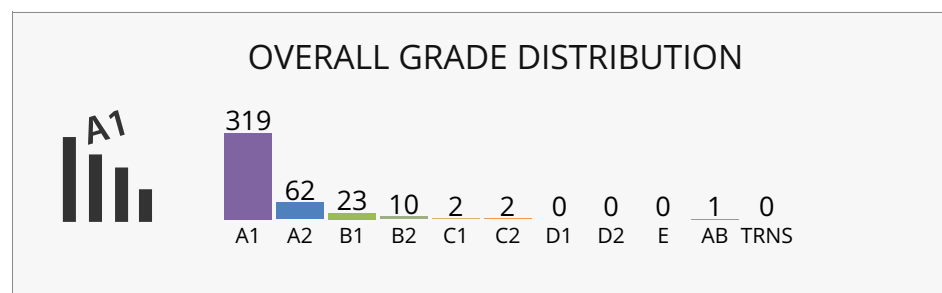 OVERALL GRADE DISTRIBUTION
A1
319 62 23 10 2 2 0 0 0 1 0
A1 A2 B1 B2 C1 C2 D1 D2 E AB TRNS